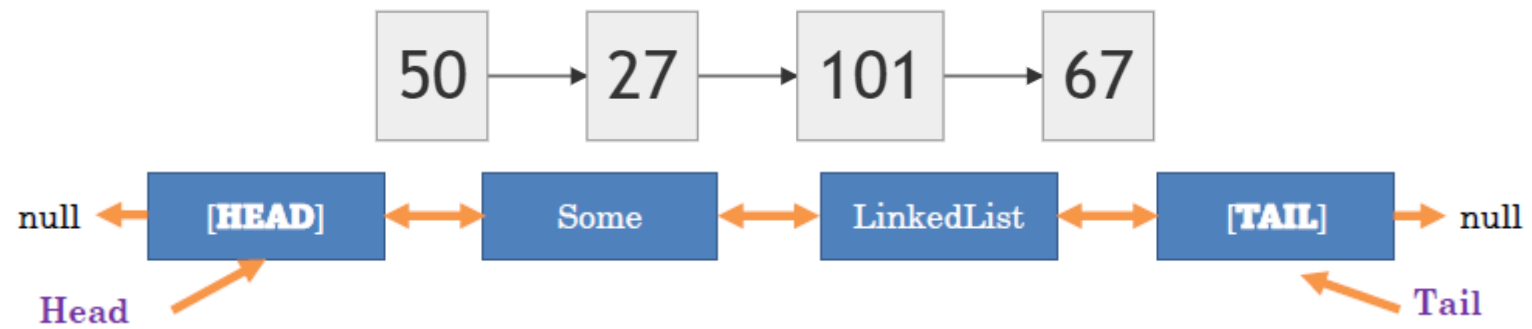 50 27 101 67
null [HEAD] Some LinkedList [TAIL] null
Head Tail